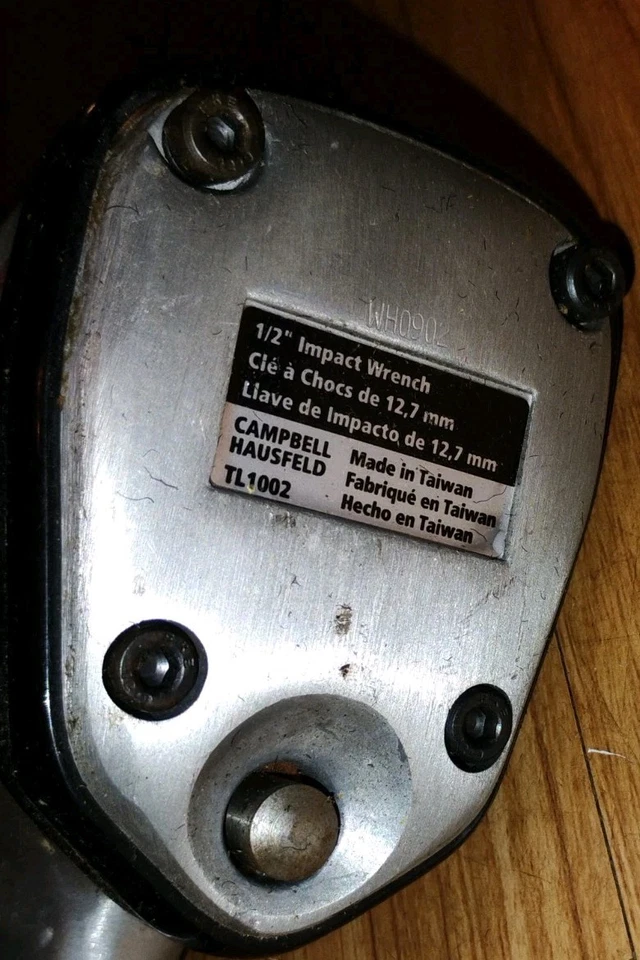 WH0902
1/2" Impact Wrench
Clé à Chocs de 12,7 mm
Llave de Impacto de 12,7 mm
CAMPBELL
HAUSFELD
TL1002
Made in Taiwan
Fabriqué en Taiwan
Hecho en Taiwan